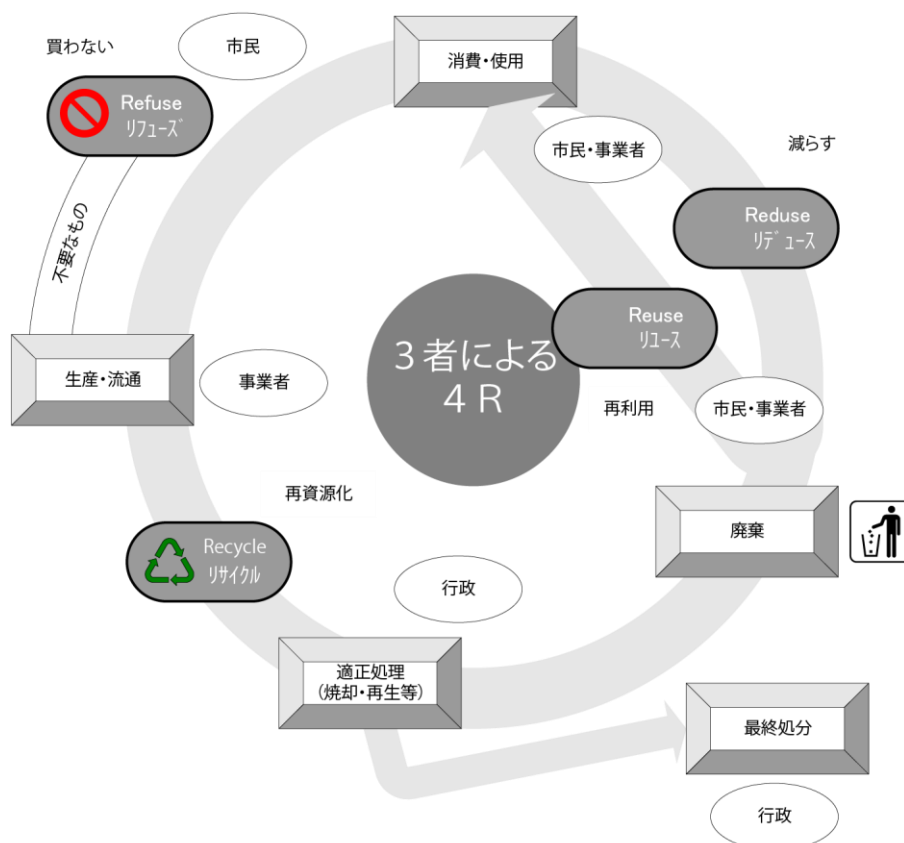 買わない
市民
Refuse
リフューズ
不要なもの
消費・使用
市民・事業者
減らす
Reduse
リデュース
Reuse
リユース
3者による
4R
生産・流通
事業者
再利用
市民・事業者
再資源化
廃棄
Recycle
リサイクル
行政
適正処理
(焼却・再生等)
最終処分
行政